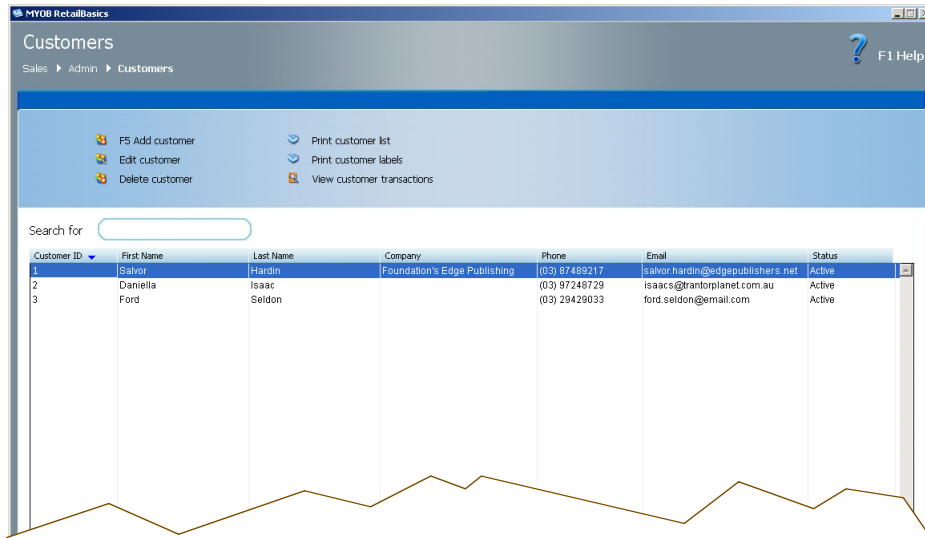 MYOB RetailBasics
Customers
F1 Help
Sales Admin Customers
F5 Add customer
Print customer list
Edit customer
Print customer labels
Delete customer
View customer transactions
Search for
Customer ID First Name Last Name Company Phone Email Status
1 Salvor Hardin Foundation's Edge Publishing (03) 87489217 salvor.hardin@edgepublishers.net Active
2 Daniella Isaac (03) 97248729 isaacs@trantorplanet.com.au Active
3 Ford Seldon (03) 29429033 ford.seldon@email.com Active